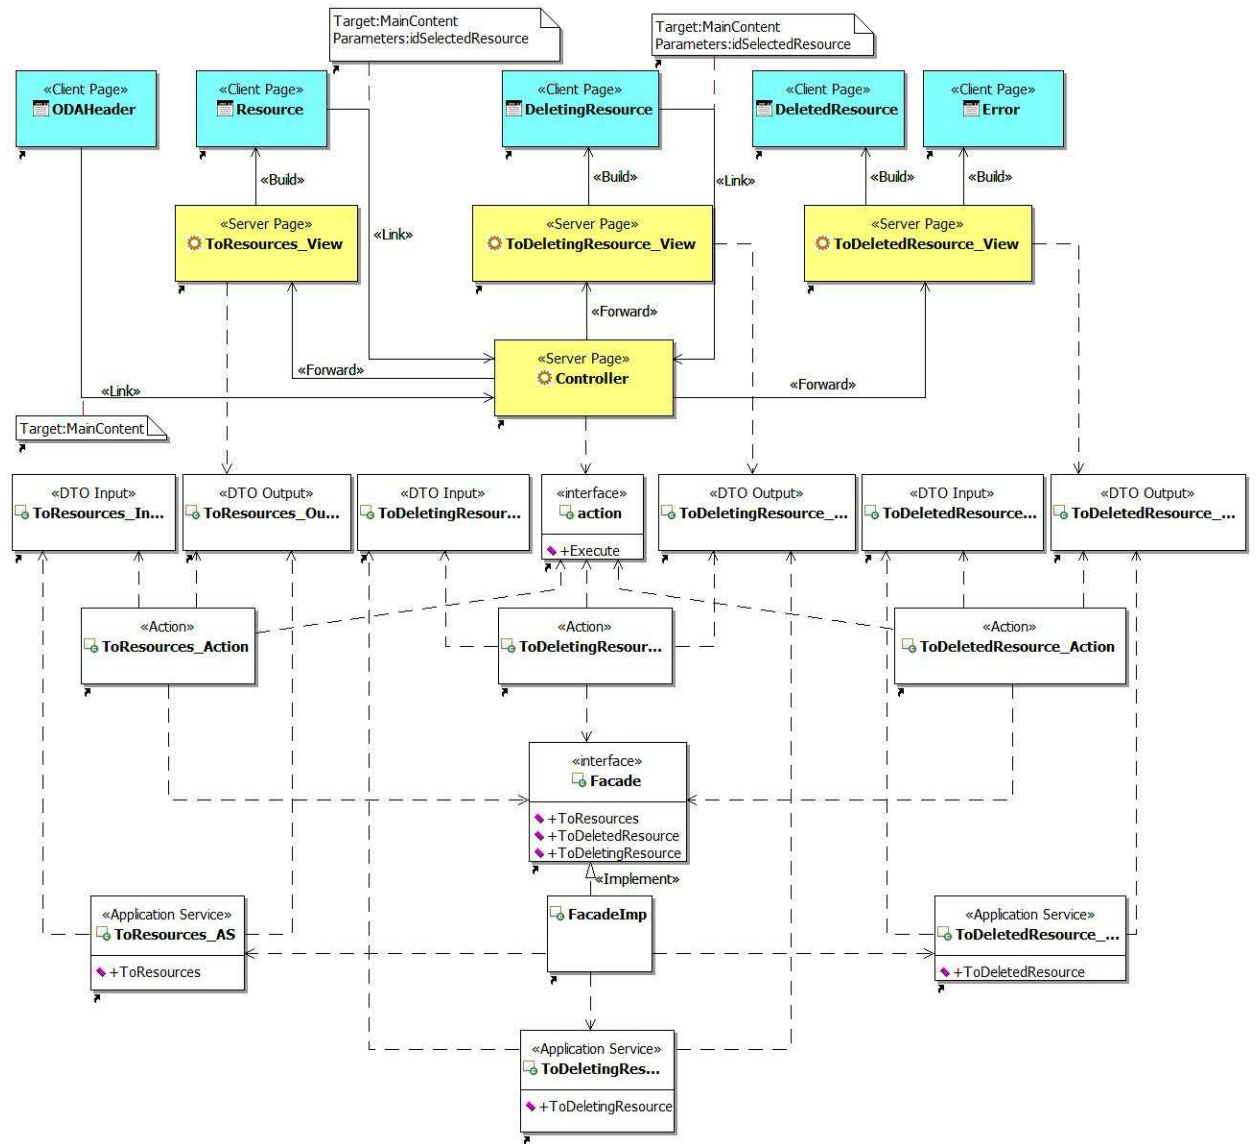 Target:MainContent
Parameters:idSelectedResource
Target:MainContent
Parameters:idSelectedResource
«Client Page»
ODAHeader
«Client Page»
Resource
«Client Page»
DeletingResource
«Client Page»
DeletedResource
«Client Page»
Error
«Build»
«Build»
«Link»
«Build»
«Build»
«Server Page»
ToResources_View
«Link»
«Server Page»
ToDeletingResource_View
«Server Page»
ToDeletedResource_View
«Forward»
«Server Page»
Controller
«Forward»
«Forward»
«Link»
Target:MainContent
«DTO Input»
ToResources_In...
«DTO Output»
ToResources_Ou...
«DTO Input»
ToDeletingResour...
«interface»
action
+Execute
«DTO Output»
ToDeletingResource_...
«DTO Input»
ToDeletedResource...
«DTO Output»
ToDeletedResource_...
«Action»
ToResources_Action
«Action»
ToDeletingResour...
«Action»
ToDeletedResource_Action
«interface»
Facade
+ToResources
+ToDeletedResource
+ToDeletingResource
«Implement»
«Application Service»
ToResources_AS
+ToResources
FacadeImp
«Application Service»
ToDeletedResource_...
+ToDeletedResource
«Application Service»
ToDeletingRes...
+ToDeletingResource